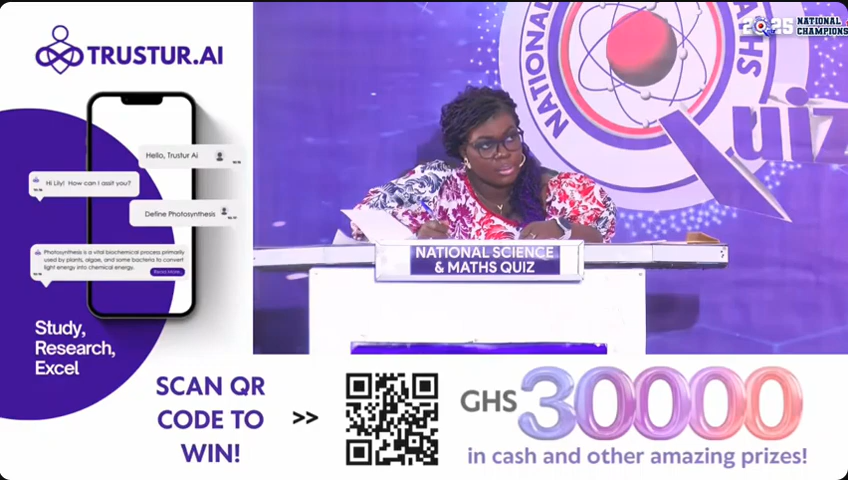 TRUSTUR.AI
Hello, Trustur Ai
Hi Lily! How can I assit you?
Define Photosynthesis
Photosynthesis is a vital biochemical process primarily
used by plants, algae, and some bacteria to convert
light energy into chemical energy.
Read More
Study,
Research,
Excel
NATIONAL
MATHS
Quiz
2025 NATIONAL
CHAMPIONS
NATIONAL SCIENCE
& MATHS QUIZ
SCAN QR
CODE TO
WIN!
>>
GHS 30000
in cash and other amazing prizes!